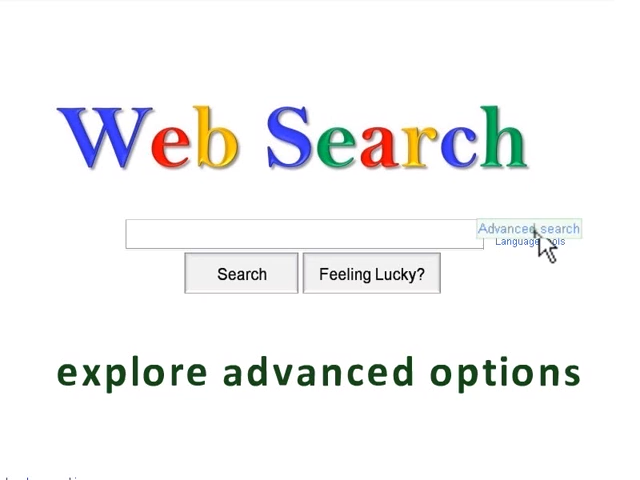 Web Search
Advanced search
Language Tools
Search
Feeling Lucky?
explore advanced options